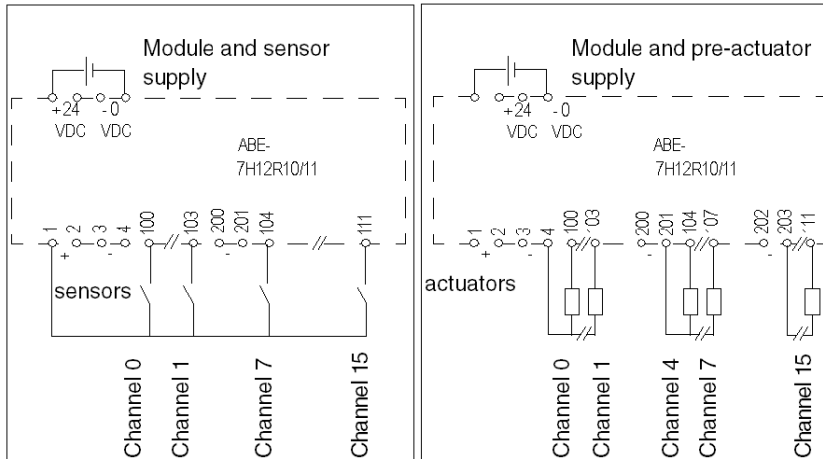 Module and sensor
supply
+24 -0
VDC VDC
ABE-
7H12R10/11
1 2 3 4 100 103 200 201 104 111
+ - -
sensors
Channel 0
Channel 1
Channel 7
Channel 15
Module and pre-actuator
supply
+24 -0
VDC VDC
ABE-
7H12R10/11
1 2 3 4 100 103 200 201 104 107 202 203 111
+ - - -
actuators
Channel 0
Channel 1
Channel 4
Channel 7
Channel 15